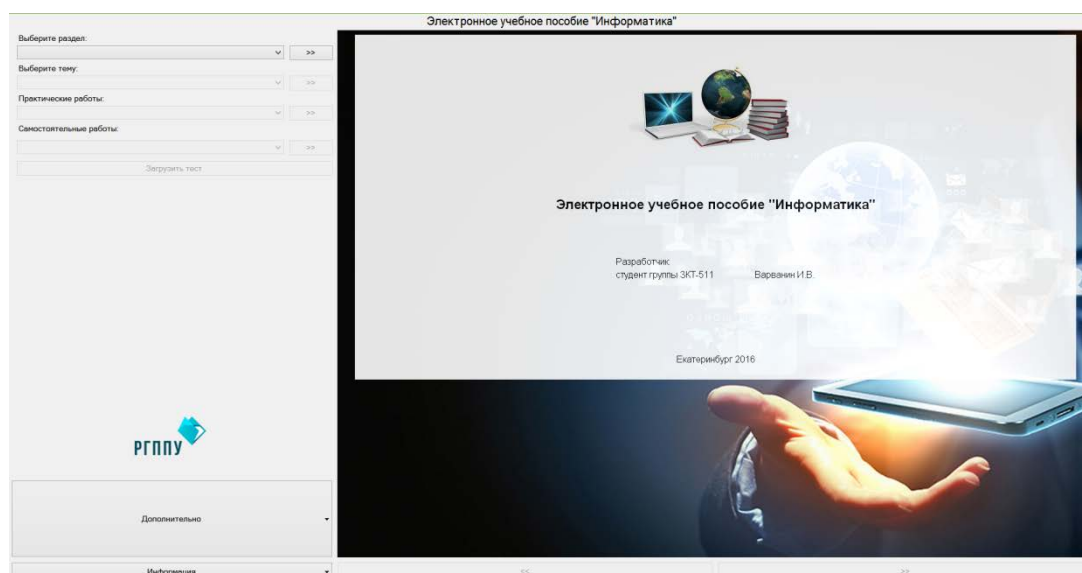 Электронное учебное пособие "Информатика"
Выберите раздел:
>>
Выберите тему:
>>
Практические работы:
>>
Самостоятельные работы:
>>
Загрузить тест
РГППУ
Дополнительно
Информация
Электронное учебное пособие "Информатика"
Разработчик:
студент группы ЗКТ-511 Варванин И.В.
Екатеринбург 2016
<< >>